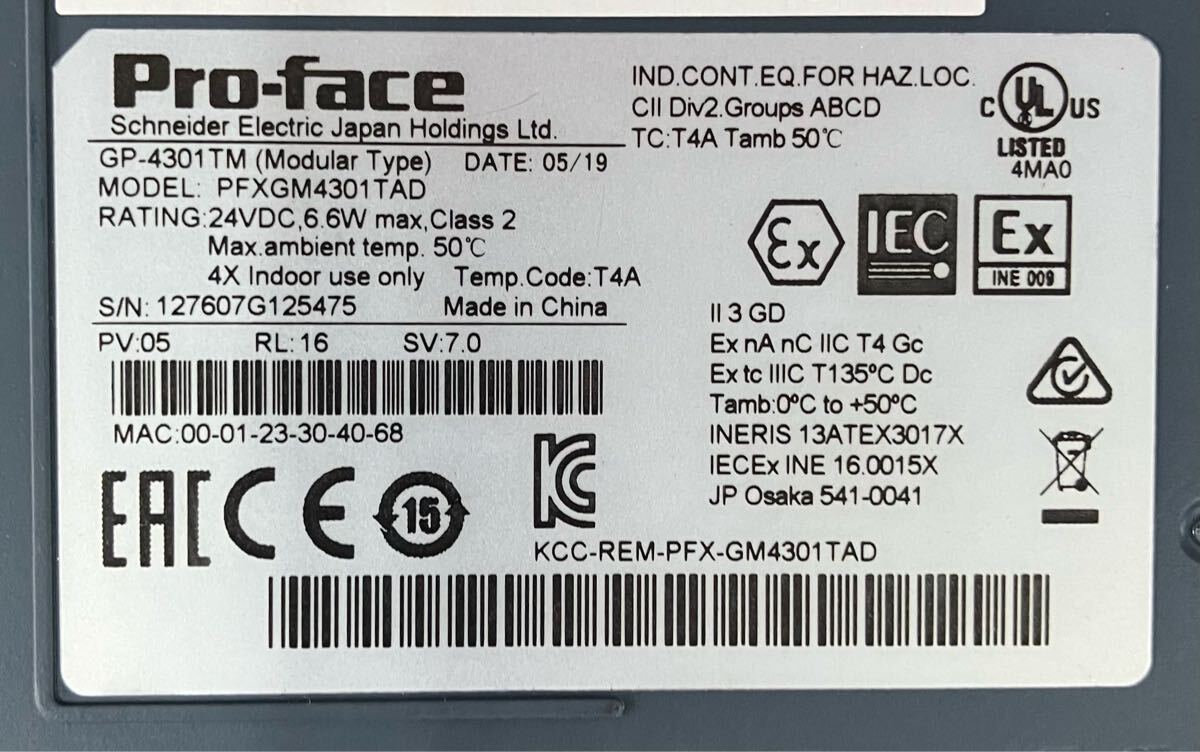 Pro-face
Schneider Electric Japan Holdings Ltd.
GP-4301TM (Modular Type) DATE: 05/19
MODEL: PFXGM4301TAD
RATING:24VDC,6.6W max,Class 2
Max.ambient temp. 50℃
4X Indoor use only Temp.Code:T4A
S/N: 127607G125475 Made in China
PV:05 RL:16 SV:7.0
MAC:00-01-23-30-40-68
EAC CE 15 KC
KCC-REM-PFX-GM4301TAD
IND.CONT.EQ.FOR HAZ.LOC.
CII Div2.Groups ABCD
TC:T4A Tamb 50℃
C UL US
LISTED
4MA0
Ex IEC Ex
INE 009
II 3 GD
Ex nA nC IIC T4 Gc
Ex tc IIIC T135ºC Dc
Tamb:0ºC to +50ºC
INERIS 13ATEX3017X
IECEx INE 16.0015X
JP Osaka 541-0041